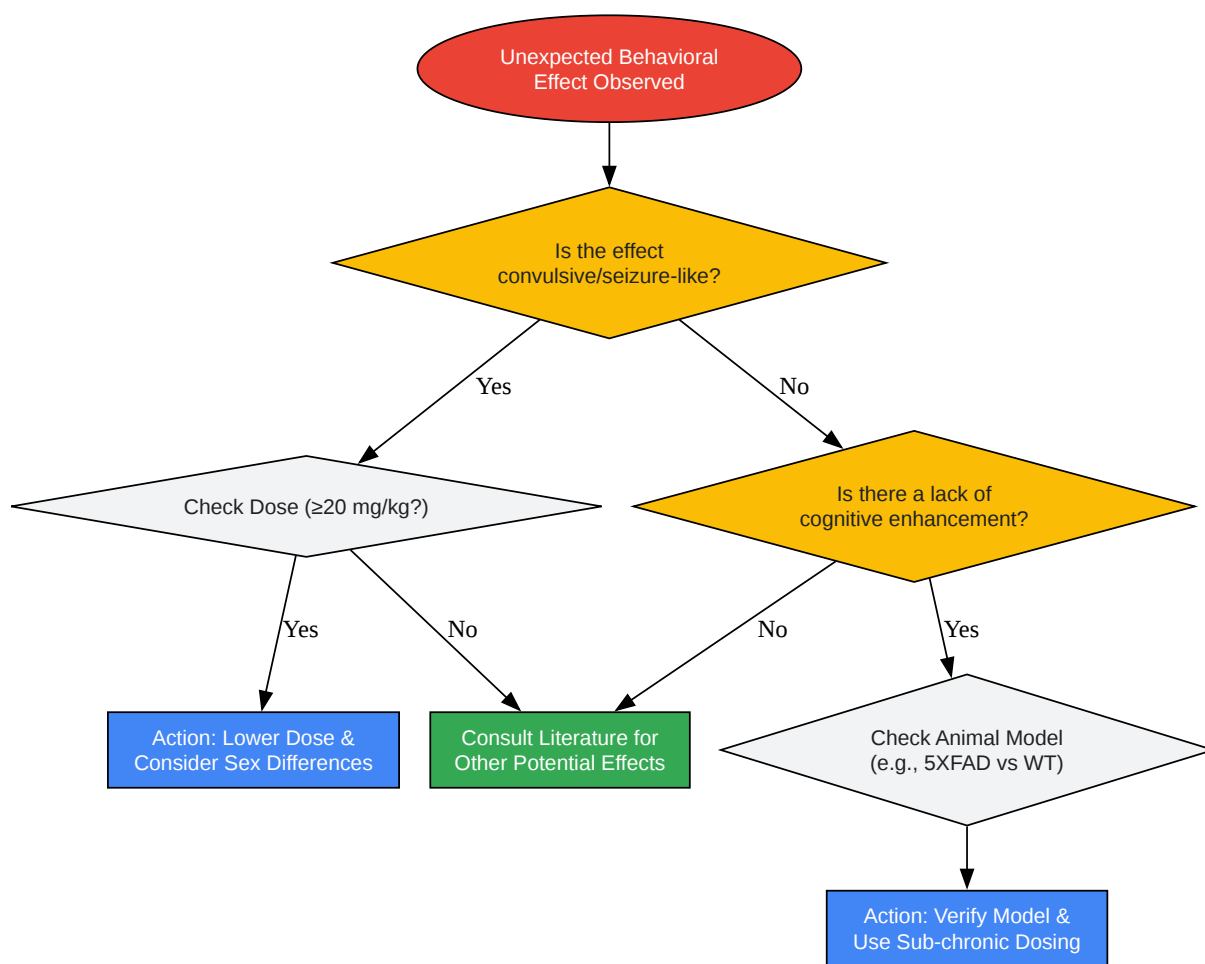 Unexpected Behavioral
Effect Observed
Is the effect
convulsive/seizure-like?
Yes
No
Check Dose (≥20 mg/kg?)
Is there a lack of
cognitive enhancement?
Yes
No
No
Yes
Action: Lower Dose &
Consider Sex Differences
Consult Literature for
Other Potential Effects
Check Animal Model
(e.g., 5XFAD vs WT)
Action: Verify Model &
Use Sub-chronic Dosing